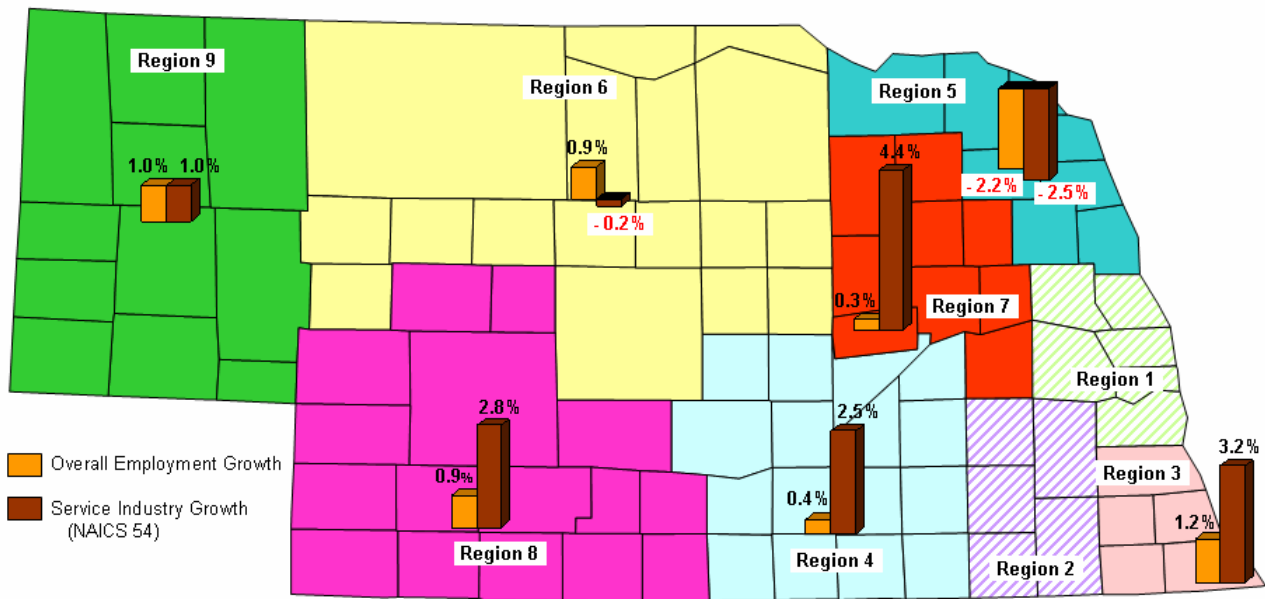 Region 9
1.0% 1.0%
Region 6
0.9%
- 0.2%
Region 5
- 2.2%
- 2.5%
4.4%
0.3%
Region 7
Region 1
2.8%
0.9%
Region 8
2.5%
0.4%
Region 4
Region 2
Region 3
3.2%
1.2%
Overall Employment Growth
Service Industry Growth
(NAICS 54)